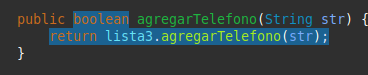 public boolean agregarTelefono(String str) {
return lista3.agregarTelefono(str);
}